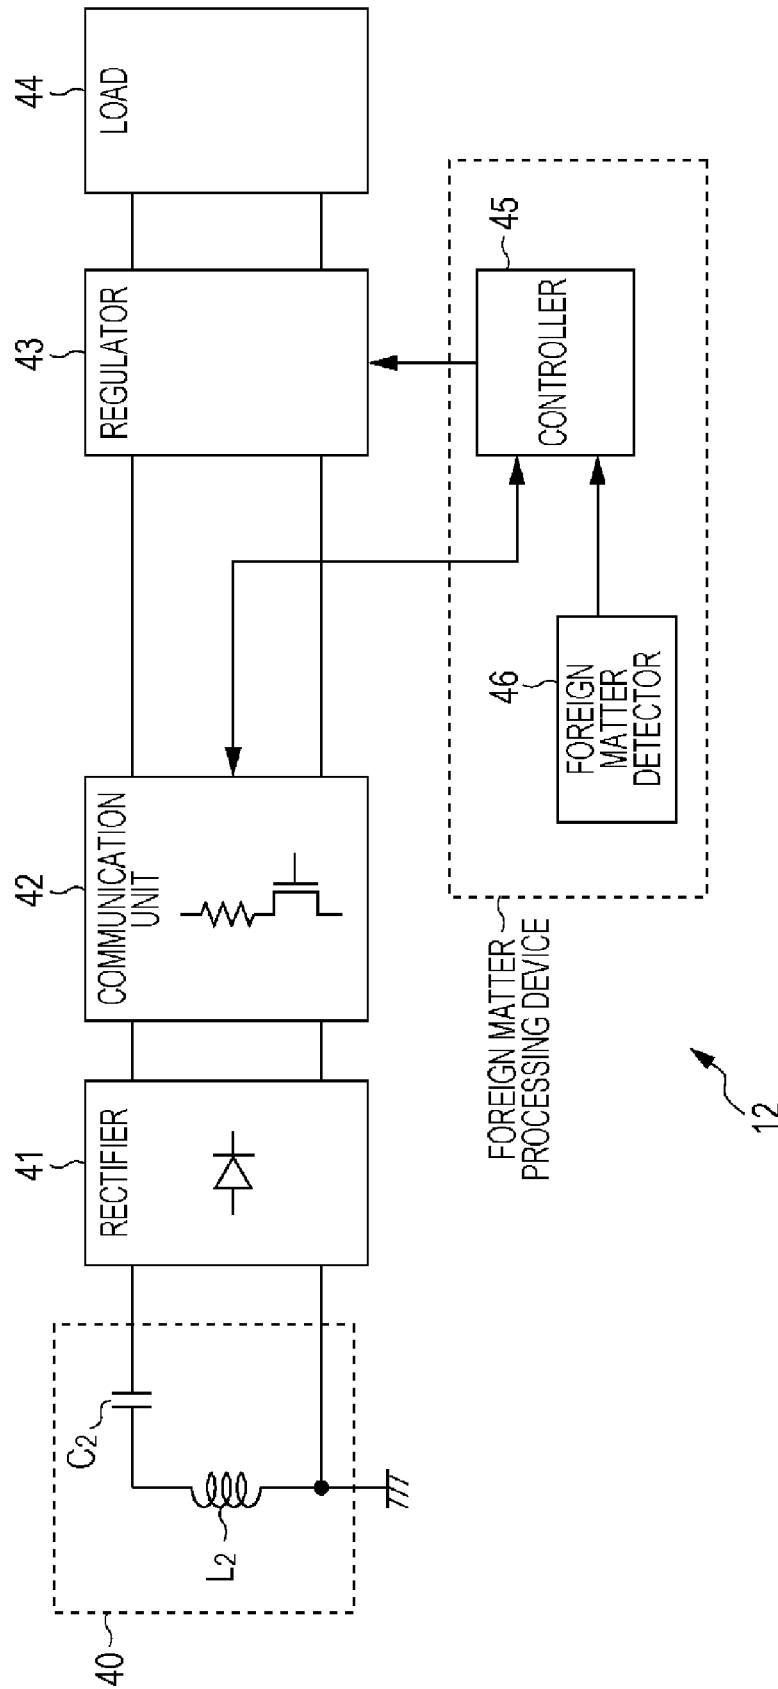 40
L2
C2
41
RECTIFIER
42
COMMUNICATION
UNIT
43
REGULATOR
44
LOAD
FOREIGN MATTER
PROCESSING DEVICE
46
FOREIGN
MATTER
DETECTOR
45
CONTROLLER
12